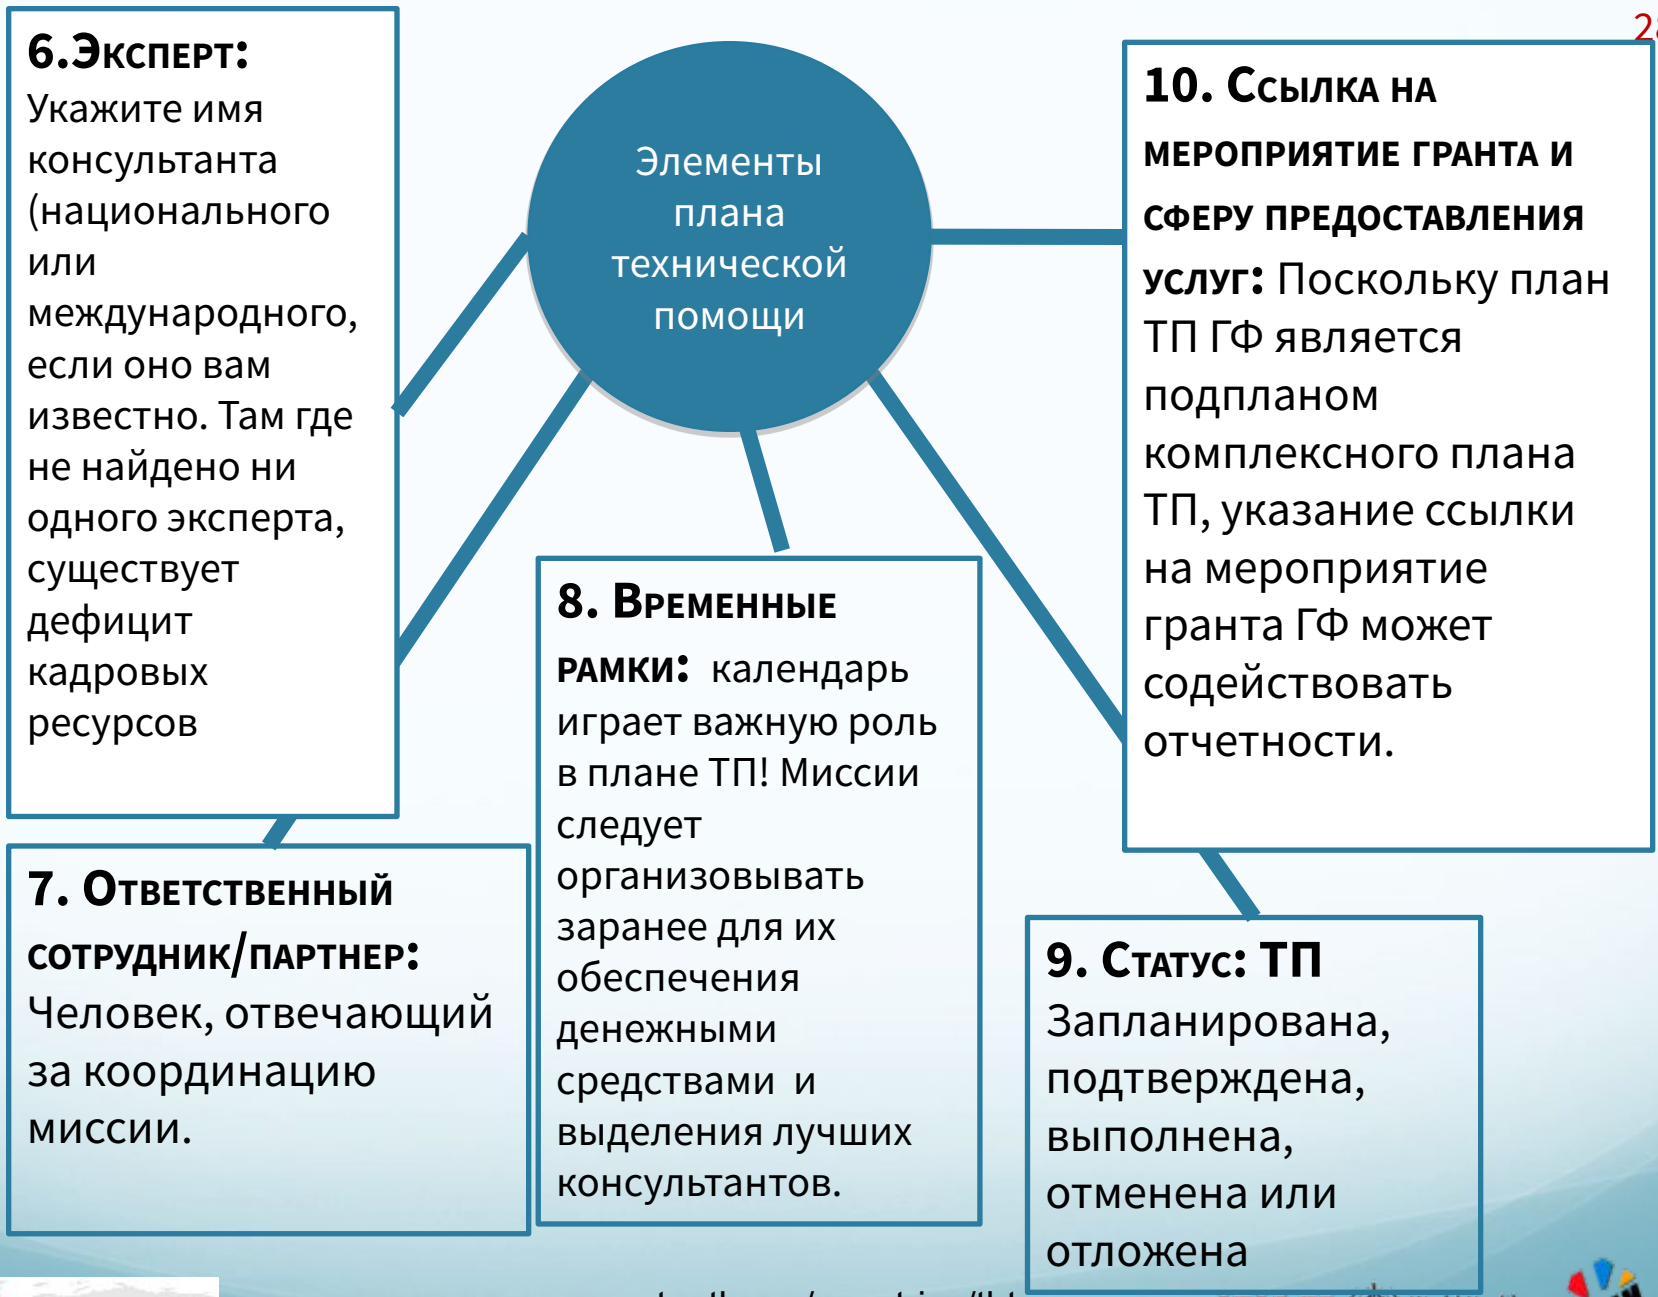 6.Эксперт:
Укажите имя
консультанта
(национального
или
международного,
если оно вам
известно. Там где
не найдено ни
одного эксперта,
существует
дефицит
кадровых
ресурсов
Элементы
плана
технической
помощи
10. Ссылка на
мероприятие гранта и
сферу предоставления
услуг: Поскольку план
ТП ГФ является
подпланом
комплексного плана
ТП, указание ссылки
на мероприятие
гранта ГФ может
содействовать
отчетности.
7. Ответственный
сотрудник/партнер:
Человек, отвечающий
за координацию
миссии.
8. Временные
рамки: календарь
играет важную роль
в плане ТП! Миссии
следует
организовывать
заранее для их
обеспечения
денежными
средствами и
выделения лучших
консультантов.
9. Статус: ТП
Запланирована,
подтверждена,
выполнена,
отменена или
отложена